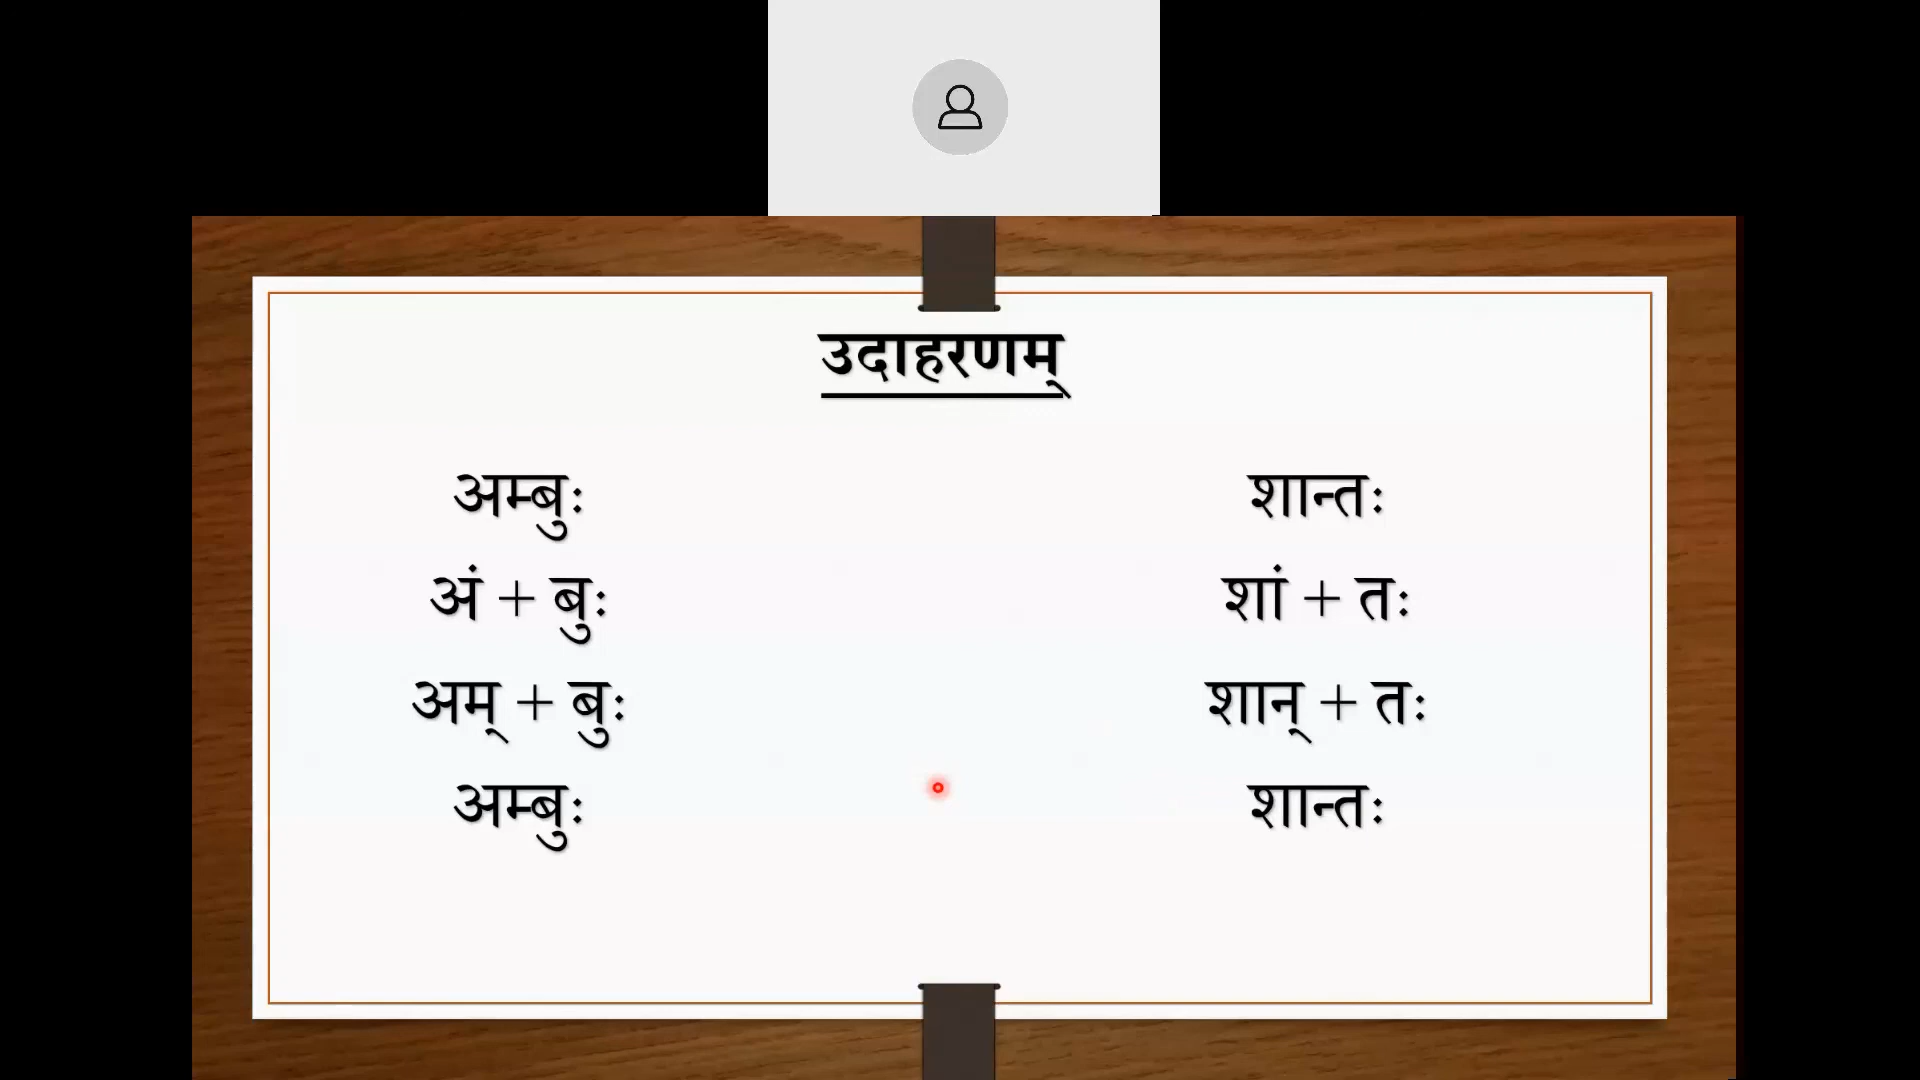 उदाहरणम्
अम्बुः शान्तः
अं + बुः शां + तः
अम् + बुः शान् + तः
अम्बुः शान्तः